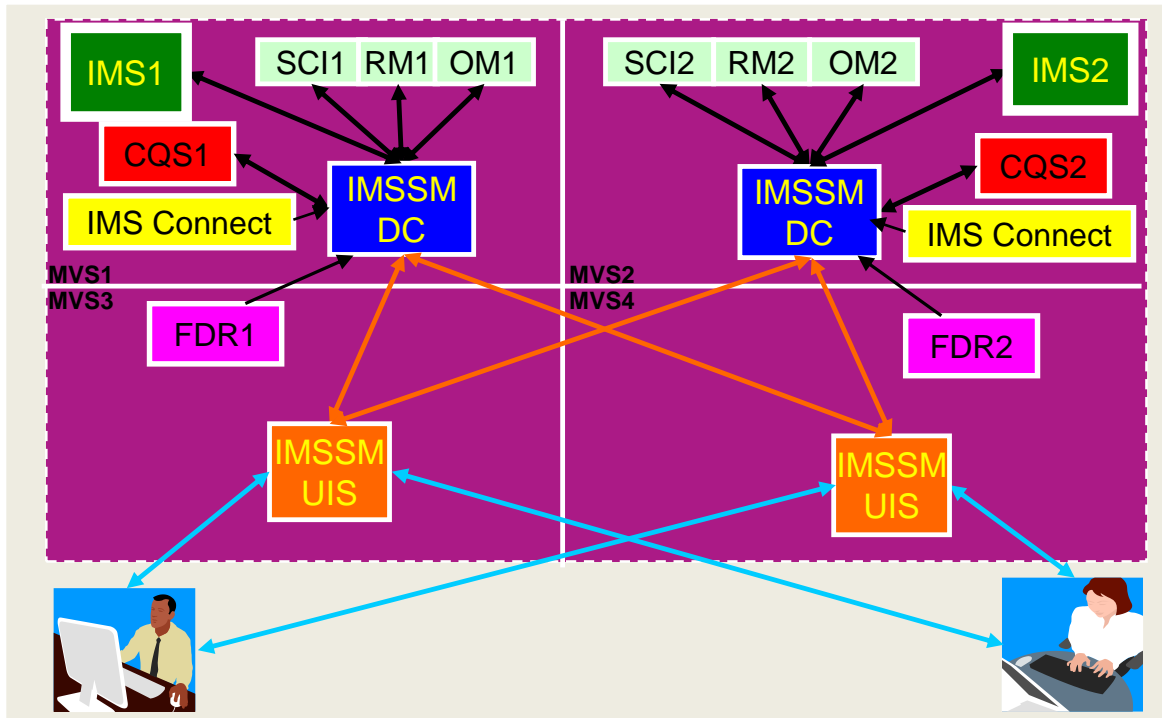 IMS1
SCI1
RM1
OM1
SCI2
RM2
OM2
IMS2
CQS1
IMSSM
DC
IMS Connect
IMSSM
DC
CQS2
IMS Connect
MVS1
MVS2
MVS3
MVS4
FDR1
FDR2
IMSSM
UIS
IMSSM
UIS